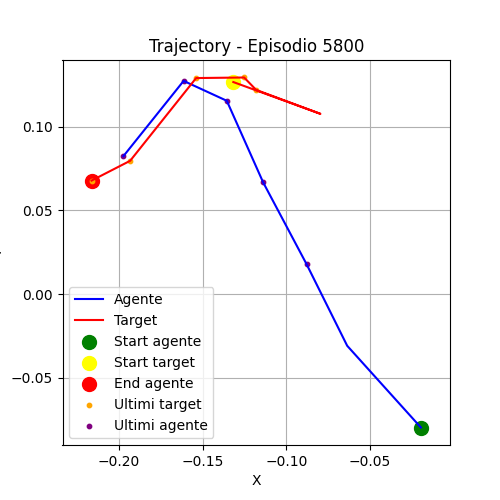 Trajectory - Episodio 5800
0.10
0.05
0.00
−0.05
Agente
Target
Start agente
Start target
End agente
Ultimi target
Ultimi agente
−0.20
−0.15
−0.10
−0.05
X